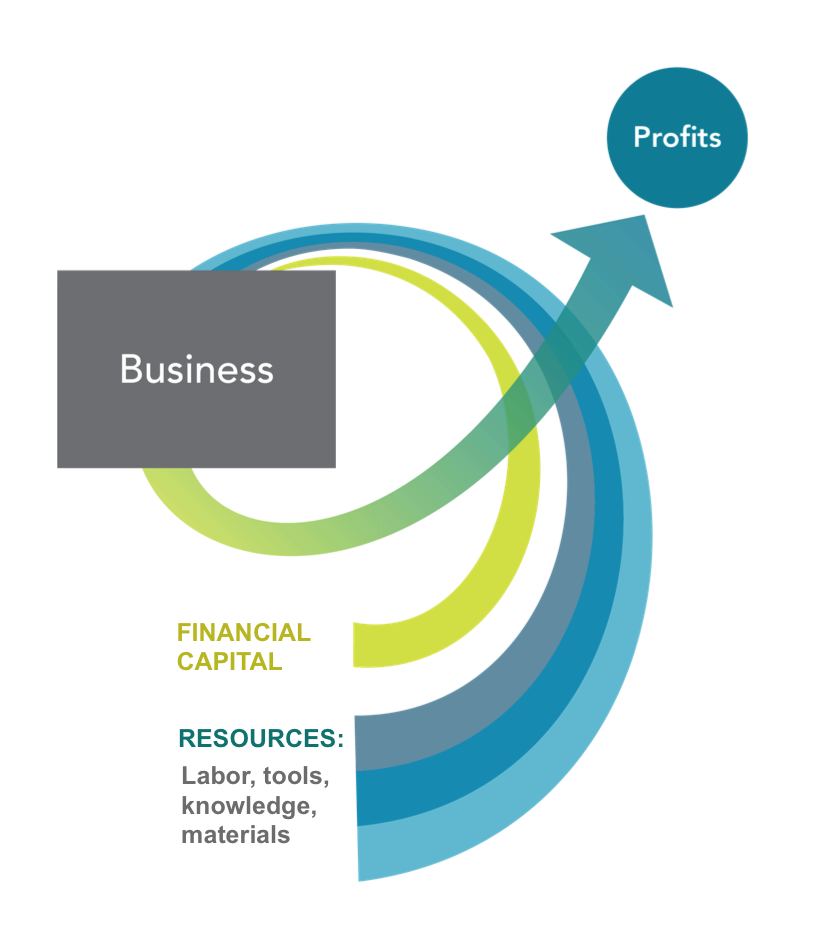 Profits
Business
FINANCIAL
CAPITAL
RESOURCES:
Labor, tools,
knowledge,
materials